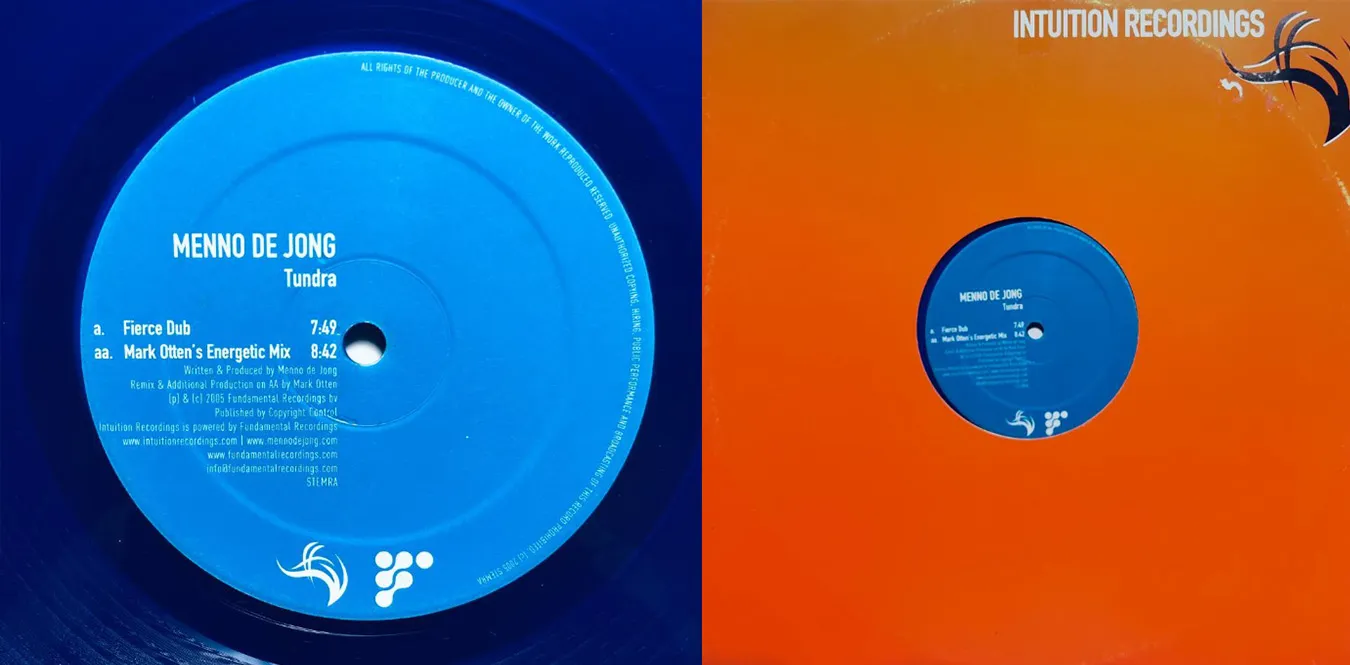 ALL RIGHTS OF THE PRODUCER AND THE OWNER OF THE WORK REPRODUCED RESERVED. UNAUTHORIZED COPYING, HIRING, PUBLIC PERFORMANCE AND BROADCASTING OF THIS RECORD PROHIBITED. (c) 2005 STEMRA
MENNO DE JONG
Tundra
a. Fierce Dub 7:49
aa. Mark Otten's Energetic Mix 8:42
Written & Produced by Menno de Jong
Remix & Additional Production on AA by Mark Otten
(p) & (c) 2005 Fundamental Recordings bv
Published by Copyright Control
Intuition Recordings is powered by Fundamental Recordings
www.intuitionrecordings.com | www.mennodejong.com
www.fundamentalrecordings.com
info@fundamentalrecordings.com
STEMRA
INTUITION RECORDINGS
MENNO DE JONG
Tundra
a. Fierce Dub 7:49
aa. Mark Otten's Energetic Mix 8:42